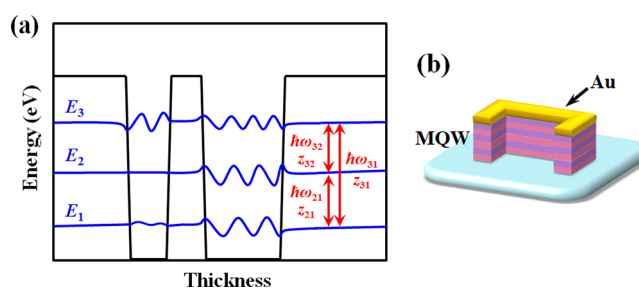 (a)
Energy (eV)
E3
E2
E1
ħω32
z32
ħω31
z31
ħω21
z21
Thickness
(b)
Au
MQW